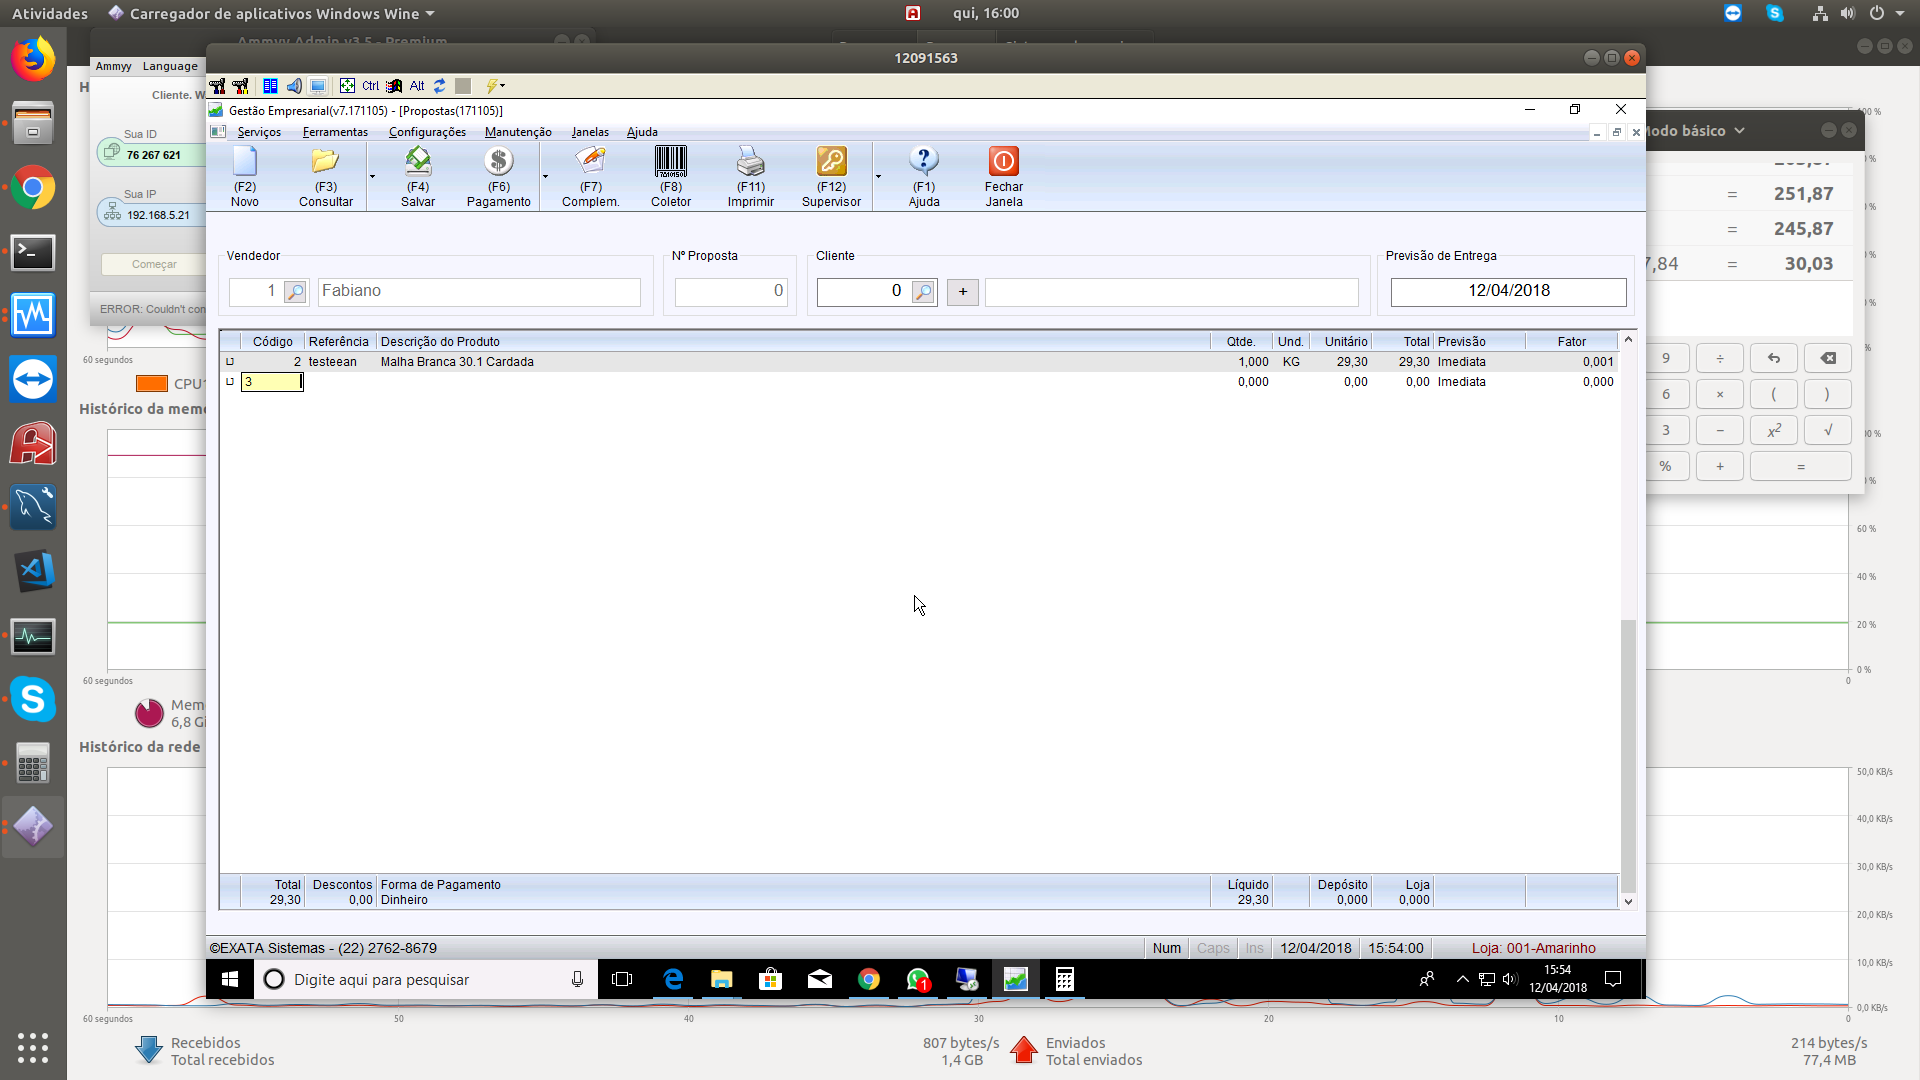 Atividades
Carregador de aplicativos Windows Wine
qui, 16:00
Ammyy Admin v3.5 - Premium
Ammyy Language
Cliente. W
Sua ID
76 267 621
Sua IP
192.168.5.21
Começar
ERROR: Couldn't con
60 segundos
CPU1
Histórico da memó
60 segundos
Mem
6,8 Gi
Histórico da rede
12091563
Ctrl
Alt
Gestão Empresarial(v7.171105) - [Propostas(171105)]
Serviços Ferramentas Configurações Manutenção Janelas Ajuda
(F2)
Novo
(F3)
Consultar
(F4)
Salvar
(F6)
Pagamento
(F7)
Complem.
(F8)
Coletor
(F11)
Imprimir
(F12)
Supervisor
(F1)
Ajuda
Fechar
Janela
Vendedor
1 Fabiano
Nº Proposta
0
Cliente
0 +
Previsão de Entrega
12/04/2018
Código Referência Descrição do Produto Qtde. Und. Unitário Total Previsão Fator
2 testeean Malha Branca 30.1 Cardada 1,000 KG 29,30 29,30 Imediata 0,001
3 0,000 0,00 0,00 Imediata 0,000
Total Descontos Forma de Pagamento Líquido Depósito Loja
29,30 0,00 Dinheiro 29,30 0,000 0,000
©EXATA Sistemas - (22) 2762-8679 Num Caps Ins 12/04/2018 15:54:00 Loja: 001-Amarinho
Digite aqui para pesquisar
1
15:54
12/04/2018
Modo básico
= 251,87
= 245,87
7,84 = 30,03
9 ÷
6 × ( )
3 − x² √
% + =
60 %
40 %
20 %
0 %
0
50,0 KB/s
40,0 KB/s
30,0 KB/s
20,0 KB/s
10,0 KB/s
0,0 KB/s
60 segundos 50 40 30 20 10 0
Recebidos 807 bytes/s
Total recebidos 1,4 GB
Enviados 214 bytes/s
Total enviados 77,4 MB